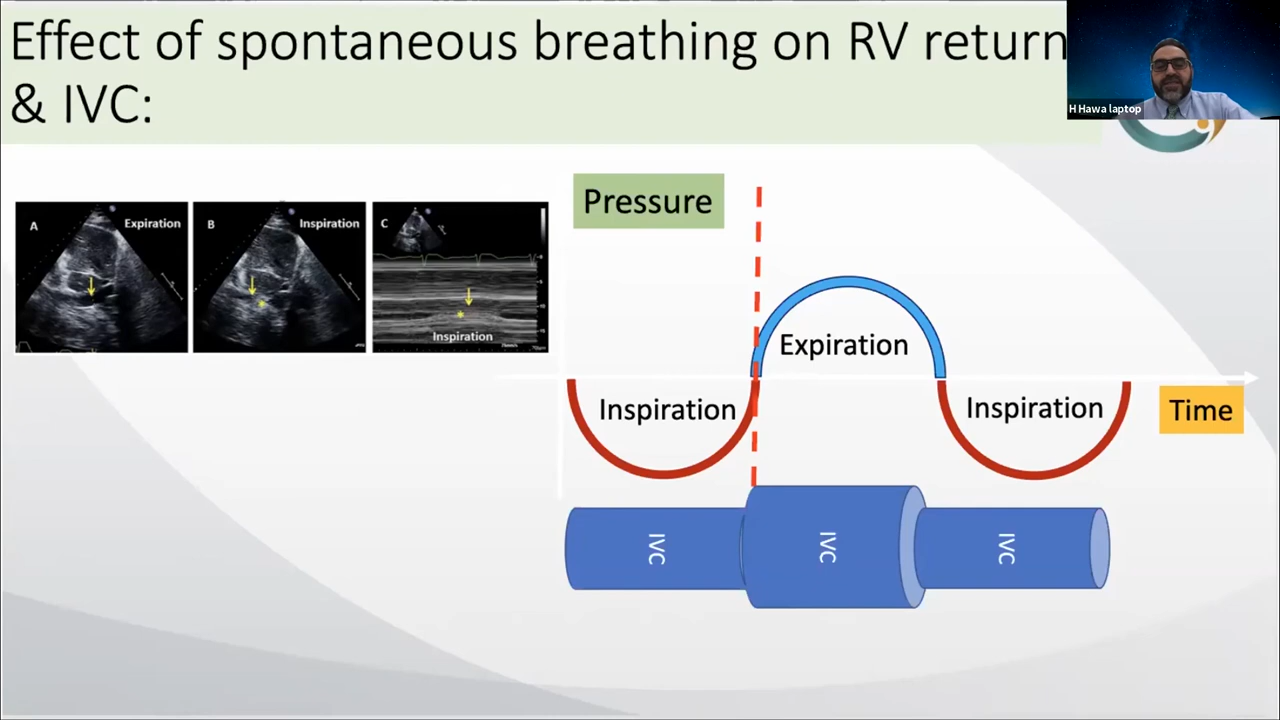 Effect of spontaneous breathing on RV return
& IVC:
H Hawa laptop
A
Expiration
B
Inspiration
C
Inspiration
Pressure
Expiration
Inspiration
Inspiration
Time
IVC
IVC
IVC